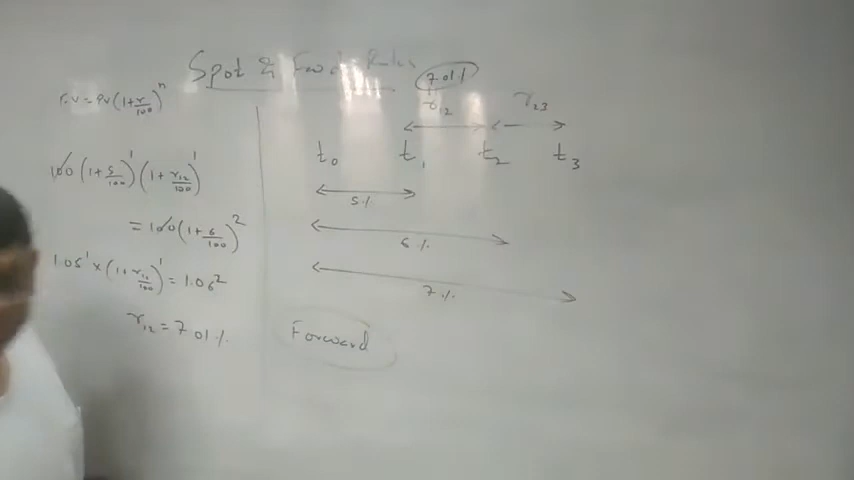 Spot & Forward Rates
7.01%
F.V = PV(1+r/100)^n
r12 r23
t0 t1 t2 t3
100(1+5/100)^1(1+r12/100)^1
5%
= 100(1+6/100)^2
6%
1.05^1 × (1+r12/100)^1 = 1.06^2
7%
r12 = 7.01%
Forward